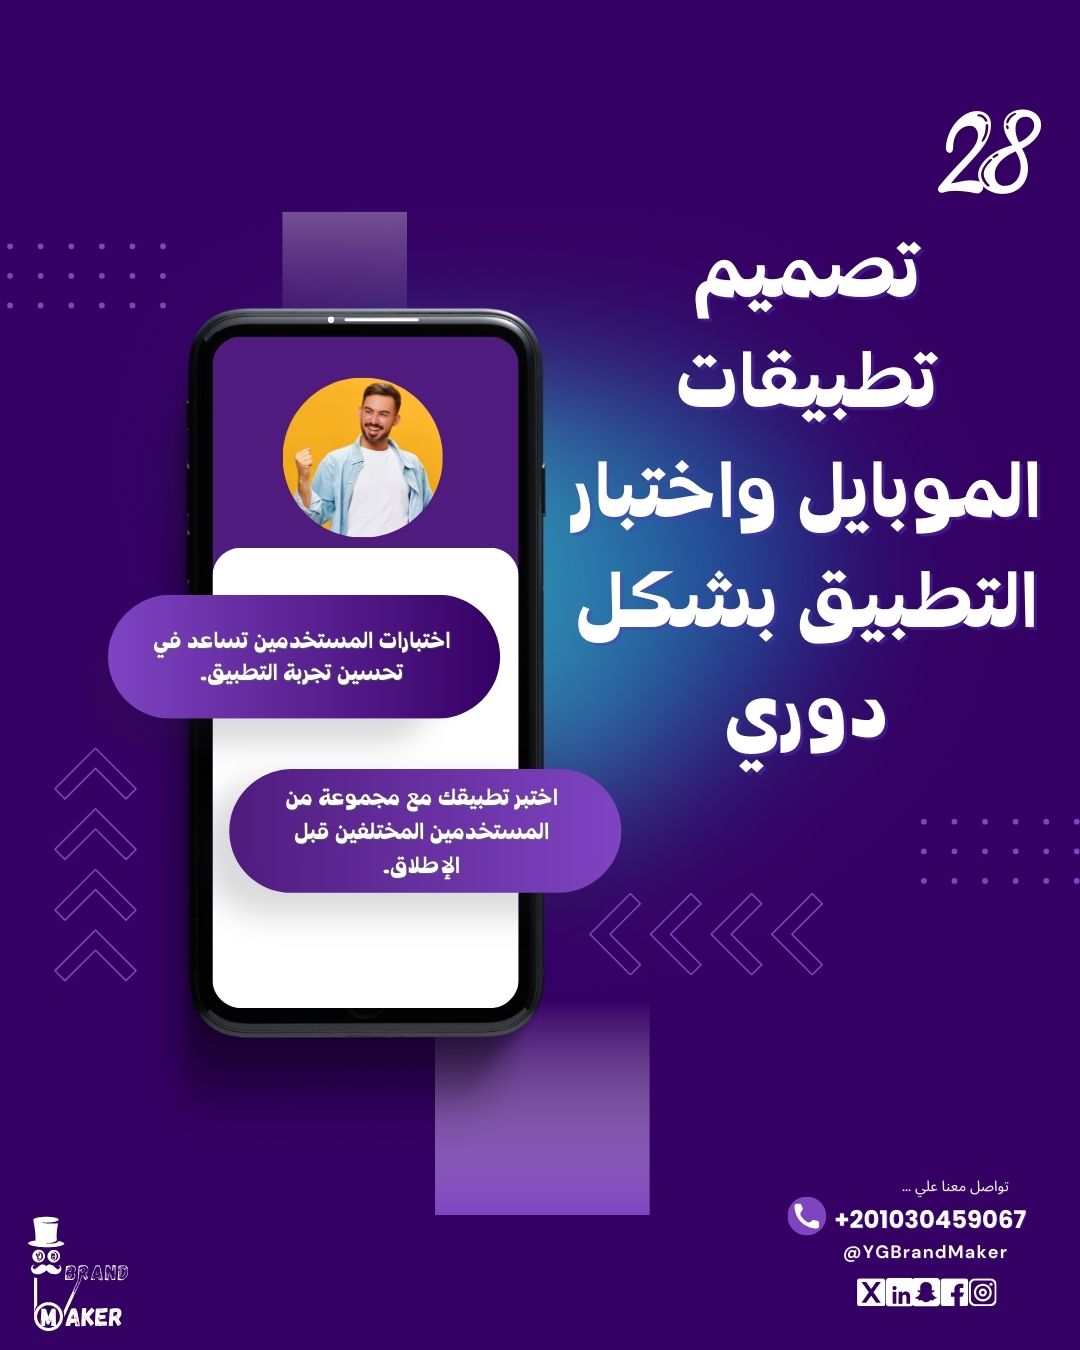 28
تصميم
تطبيقات
الموبايل واختبار
التطبيق بشكل
دوري
اختبارات المستخدمين تساعد في
تحسين تجربة التطبيق.
اختبر تطبيقك مع مجموعة من
المستخدمين المختلفين قبل
الإطلاق.
تواصل معنا علي ...
+201030459067
@YGBrandMaker
BRAND
MAKER